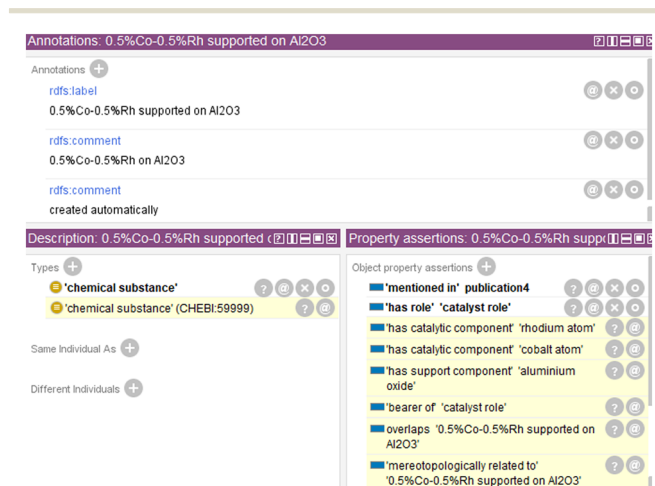 Annotations: 0.5%Co-0.5%Rh supported on Al2O3
Annotations
rdfs:label
0.5%Co-0.5%Rh supported on Al2O3
rdfs:comment
0.5%Co-0.5%Rh on Al2O3
rdfs:comment
created automatically
Description: 0.5%Co-0.5%Rh supported
Types
'chemical substance'
'chemical substance' (CHEBI:59999)
Same Individual As
Different Individuals
Property assertions: 0.5%Co-0.5%Rh suppo
Object property assertions
'mentioned in' publication4
'has role' 'catalyst role'
'has catalytic component' 'rhodium atom'
'has catalytic component' 'cobalt atom'
'has support component' 'aluminium
oxide'
'bearer of' 'catalyst role'
overlaps '0.5%Co-0.5%Rh supported on
Al2O3'
'mereotopologically related to'
'0.5%Co-0.5%Rh supported on Al2O3'